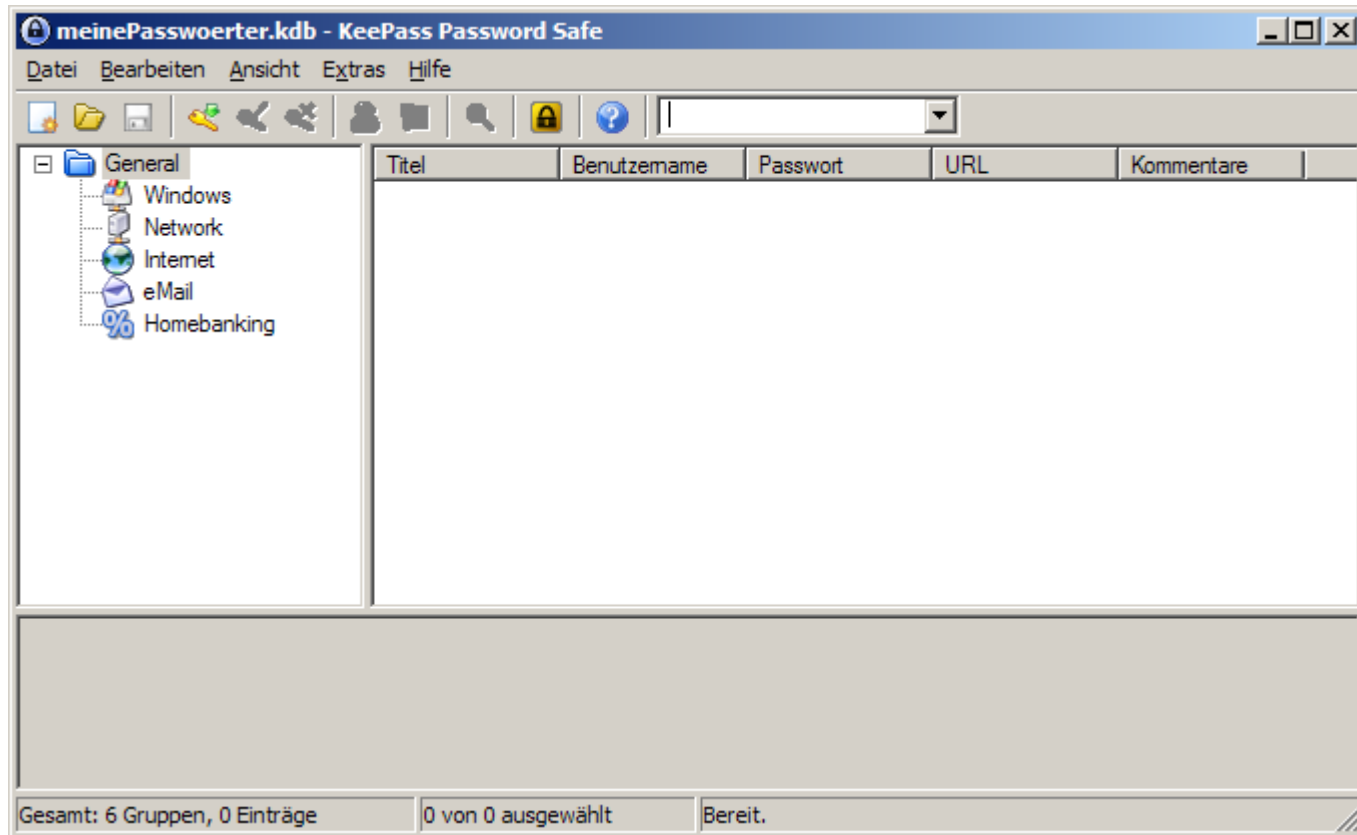 meinePasswoerter.kdb - KeePass Password Safe
Datei Bearbeiten Ansicht Extras Hilfe
General
Windows
Network
Internet
eMail
Homebanking
Titel Benutzername Passwort URL Kommentare
Gesamt: 6 Gruppen, 0 Einträge 0 von 0 ausgewählt Bereit.